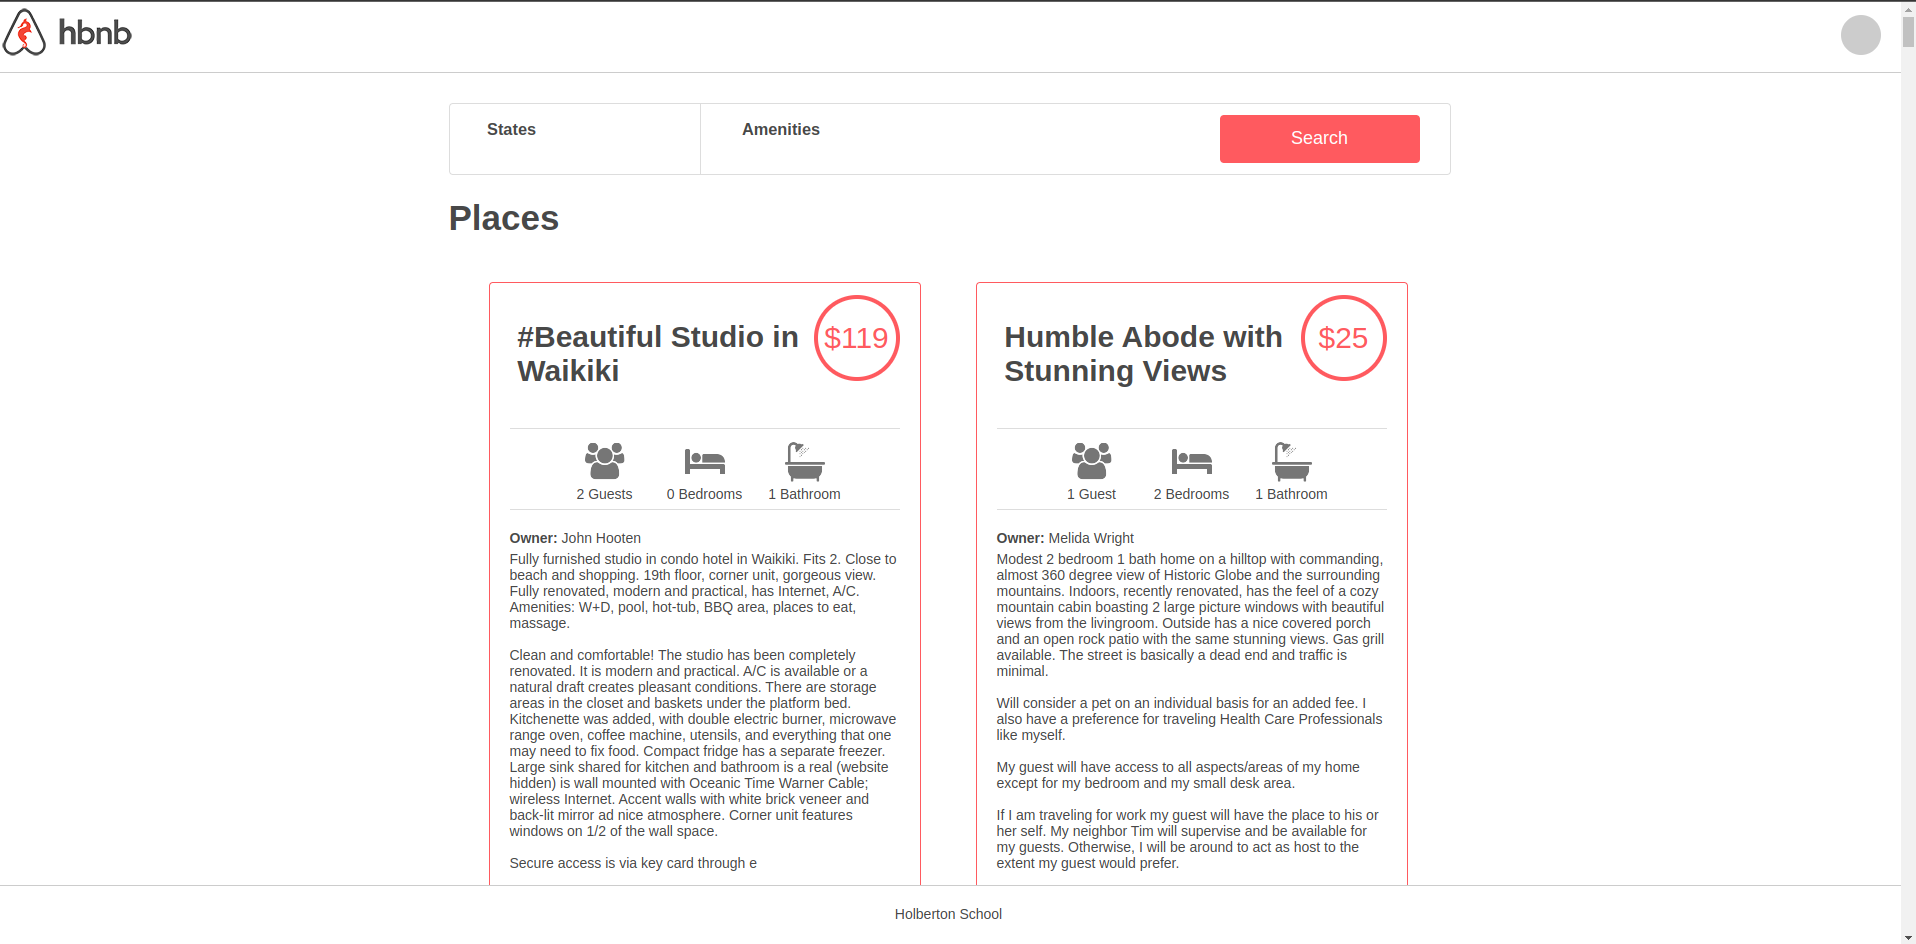 hbnb
States
Amenities
Search
Places
#Beautiful Studio in
Waikiki
$119
2 Guests
0 Bedrooms
1 Bathroom
Owner: John Hooten
Fully furnished studio in condo hotel in Waikiki. Fits 2. Close to
beach and shopping. 19th floor, corner unit, gorgeous view.
Fully renovated, modern and practical, has Internet, A/C.
Amenities: W+D, pool, hot-tub, BBQ area, places to eat,
massage.
Clean and comfortable! The studio has been completely
renovated. It is modern and practical. A/C is available or a
natural draft creates pleasant conditions. There are storage
areas in the closet and baskets under the platform bed.
Kitchenette was added, with double electric burner, microwave
range oven, coffee machine, utensils, and everything that one
may need to fix food. Compact fridge has a separate freezer.
Large sink shared for kitchen and bathroom is a real (website
hidden) is wall mounted with Oceanic Time Warner Cable;
wireless Internet. Accent walls with white brick veneer and
back-lit mirror ad nice atmosphere. Corner unit features
windows on 1/2 of the wall space.
Secure access is via key card through e
Humble Abode with
Stunning Views
$25
1 Guest
2 Bedrooms
1 Bathroom
Owner: Melida Wright
Modest 2 bedroom 1 bath home on a hilltop with commanding,
almost 360 degree view of Historic Globe and the surrounding
mountains. Indoors, recently renovated, has the feel of a cozy
mountain cabin boasting 2 large picture windows with beautiful
views from the livingroom. Outside has a nice covered porch
and an open rock patio with the same stunning views. Gas grill
available. The street is basically a dead end and traffic is
minimal.
Will consider a pet on an individual basis for an added fee. I
also have a preference for traveling Health Care Professionals
like myself.
My guest will have access to all aspects/areas of my home
except for my bedroom and my small desk area.
If I am traveling for work my guest will have the place to his or
her self. My neighbor Tim will supervise and be available for
my guests. Otherwise, I will be around to act as host to the
extent my guest would prefer.
Holberton School